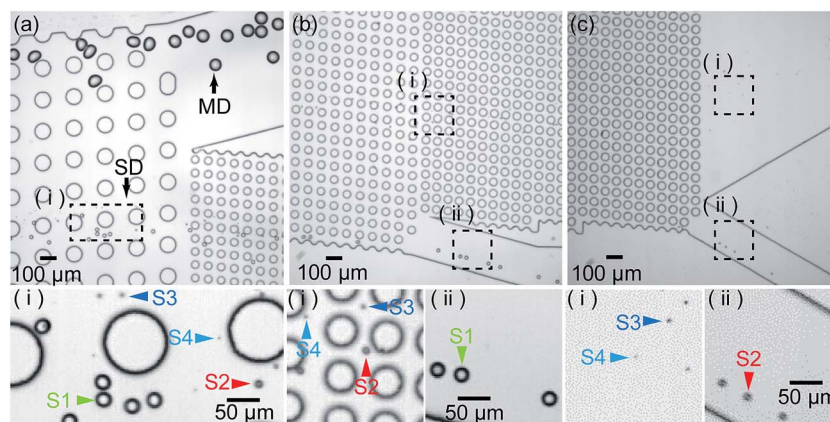 (a)
MD
SD
( i )
100 µm
(b)
( i )
( ii )
100 µm
(c)
( i )
( ii )
100 µm
( i )
S3
S4
S2
S1
50 µm
( i )
S3
S4
S2
( ii )
S1
50 µm
( i )
S3
S4
( ii )
S2
50 µm